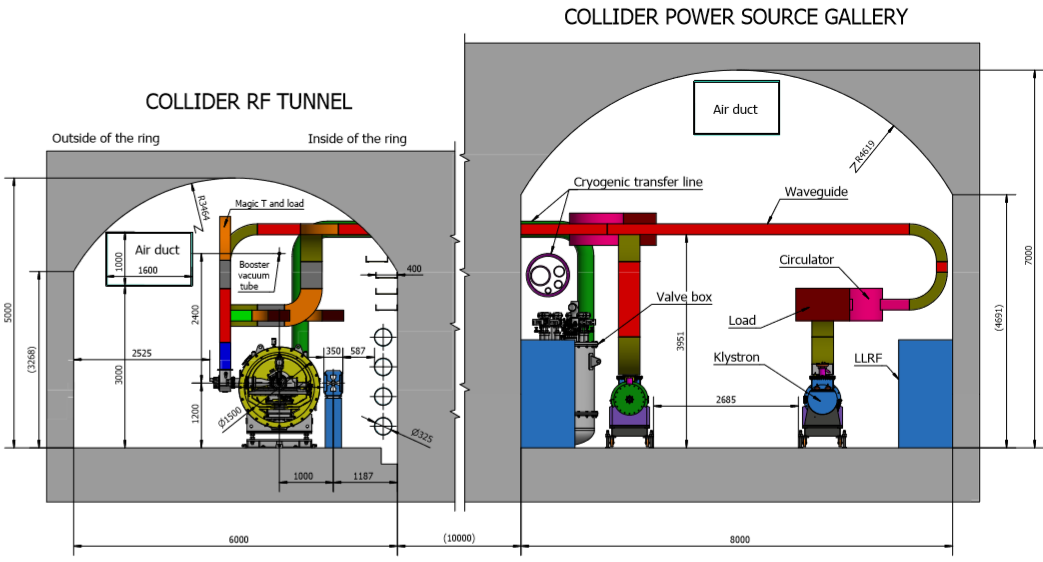 COLLIDER POWER SOURCE GALLERY
COLLIDER RF TUNNEL
Outside of the ring
Inside of the ring
Magic T and load
R3464
Air duct
1000
1600
Booster
vacuum
tube
400
2400
5000
(3268)
3000
2525
350
587
1200
Ø1500
Ø325
1000
1187
6000
(10000)
Air duct
R4619
Cryogenic transfer line
Waveguide
Circulator
Valve box
Load
3951
Klystron
LLRF
2685
7000
(4691)
8000